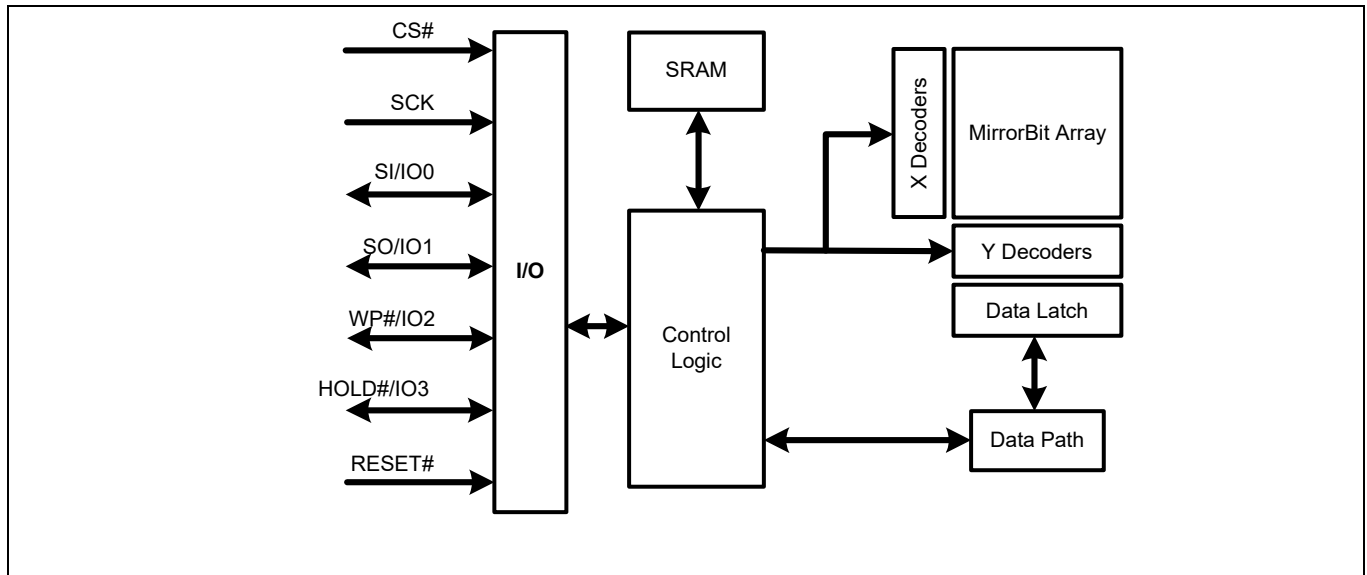 CS#
SCK
SI/IO0
SO/IO1
WP#/IO2
HOLD#/IO3
RESET#
I/O
SRAM
Control
Logic
X Decoders
MirrorBit Array
Y Decoders
Data Latch
Data Path